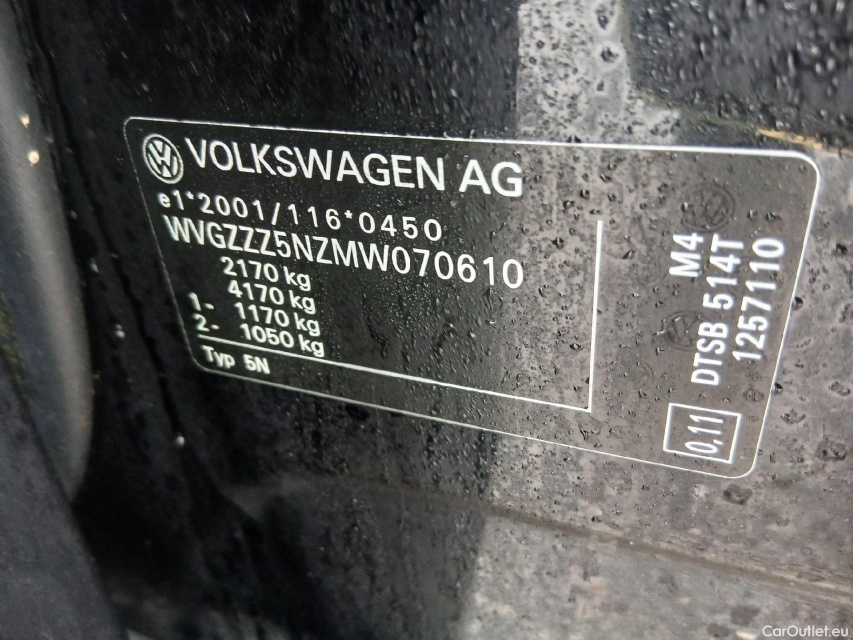 VOLKSWAGEN AG
e1*2001/116*0450
WVGZZZ5NZMW070610
2170 kg
4170 kg
1- 1170 kg
2- 1050 kg
Typ 5N
M4
DTSB 514T
1257110
0,11
CarOutlet.eu